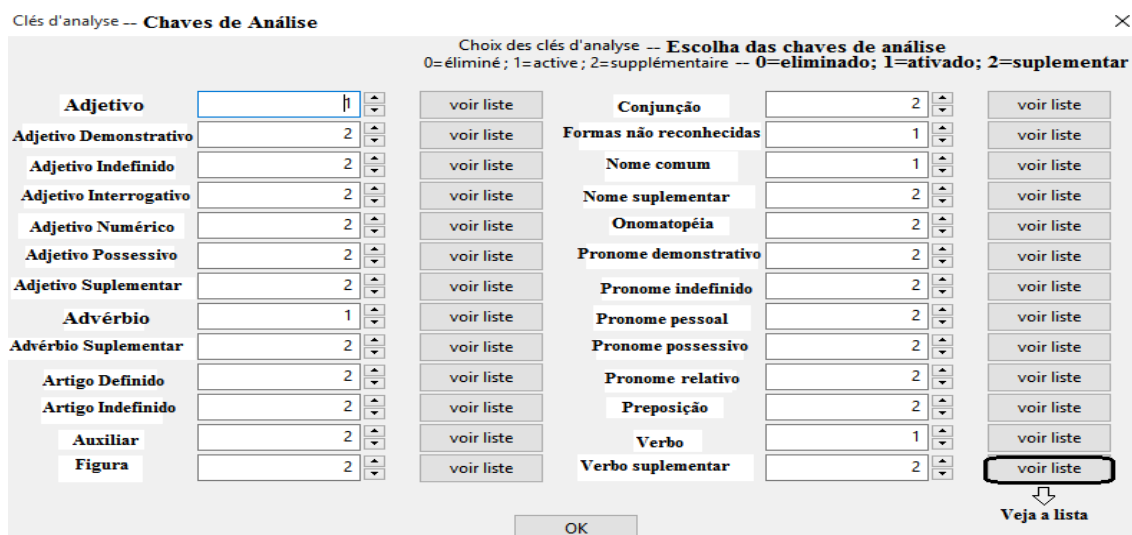 Clés d'analyse -- Chaves de Análise
Choix des clés d'analyse -- Escolha das chaves de análise
0=éliminé ; 1=active ; 2=supplémentaire -- 0=eliminado; 1=ativado; 2=suplementar
Adjetivo 1 voir liste Conjunção 2 voir liste
Adjetivo Demonstrativo 2 voir liste Formas não reconhecidas 1 voir liste
Adjetivo Indefinido 2 voir liste Nome comum 1 voir liste
Adjetivo Interrogativo 2 voir liste Nome suplementar 2 voir liste
Adjetivo Numérico 2 voir liste Onomatopéia 2 voir liste
Adjetivo Possessivo 2 voir liste Pronome demonstrativo 2 voir liste
Adjetivo Suplementar 2 voir liste Pronome indefinido 2 voir liste
Advérbio 1 voir liste Pronome pessoal 2 voir liste
Advérbio Suplementar 2 voir liste Pronome possessivo 2 voir liste
Artigo Definido 2 voir liste Pronome relativo 2 voir liste
Artigo Indefinido 2 voir liste Preposição 2 voir liste
Auxiliar 2 voir liste Verbo 1 voir liste
Figura 2 voir liste Verbo suplementar 2 voir liste
Veja a lista
OK